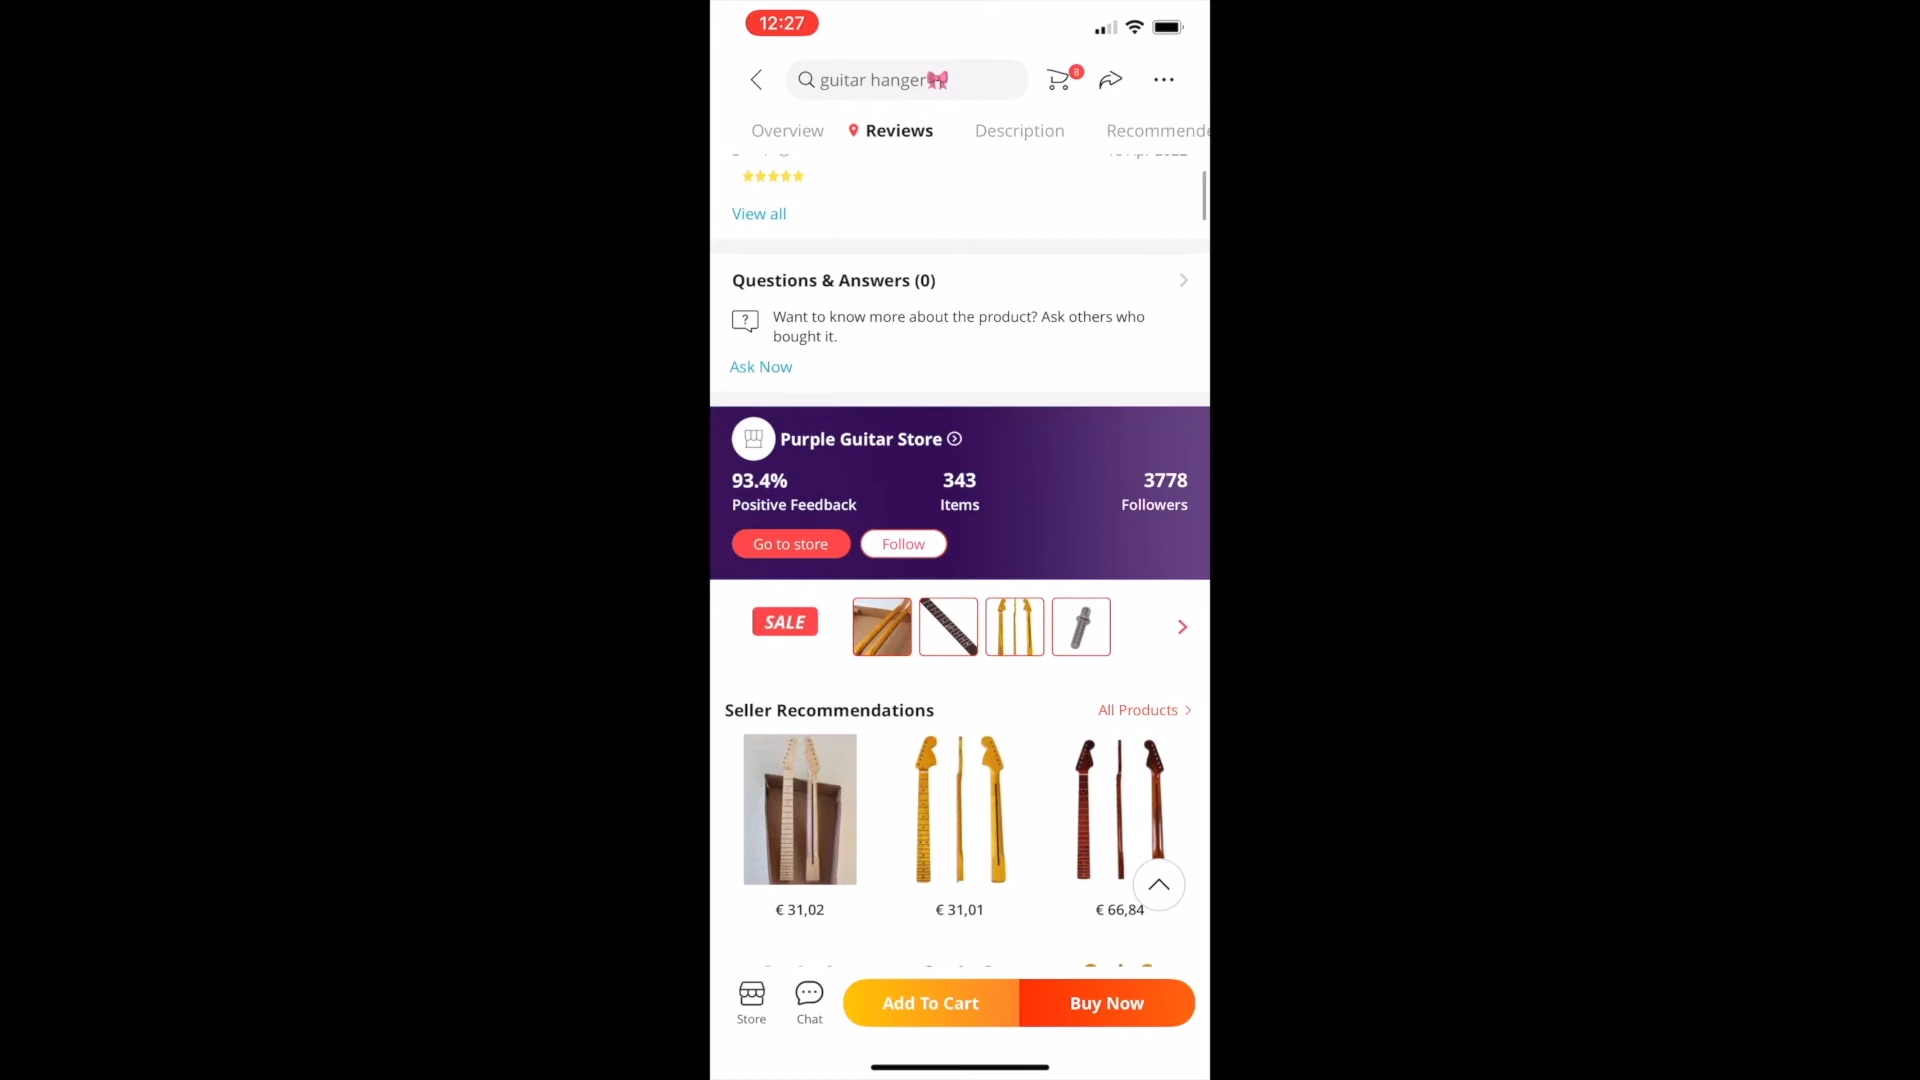 12:27
guitar hanger🎀
8
Overview
Reviews
Description
Recommende
View all
Questions & Answers (0)
Want to know more about the product? Ask others who
bought it.
Ask Now
Purple Guitar Store
93.4%
343
3778
Positive Feedback
Items
Followers
Go to store
Follow
SALE
Seller Recommendations
All Products
€ 31,02
€ 31,01
€ 66,84
Store
Chat
Add To Cart
Buy Now